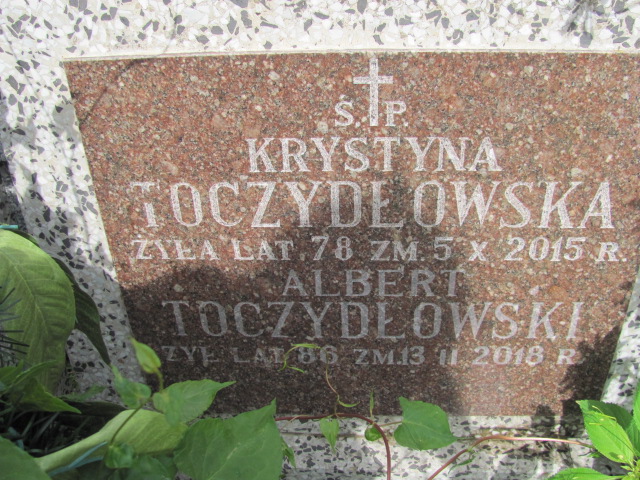 Ś. P.
KRYSTYNA
TOCZYDŁOWSKA
ŻYŁA LAT 78 ZM. 5 X. 2015 R.
ALBERT
TOCZYDŁOWSKI
ŻYŁ LAT 86 ZM.13 II 2018 R.